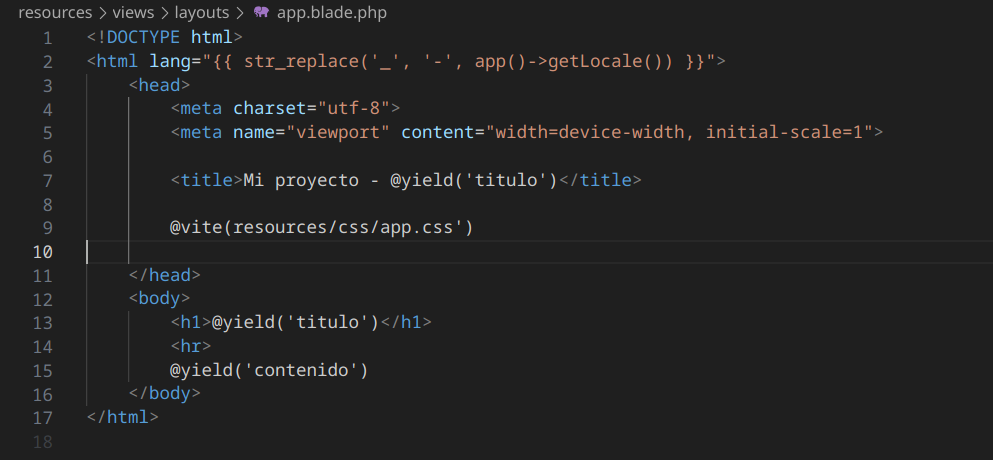 resources > views > layouts > app.blade.php
1 <!DOCTYPE html>
2 <html lang="{{ str_replace('_', '-', app()->getLocale()) }}">
3 <head>
4 <meta charset="utf-8">
5 <meta name="viewport" content="width=device-width, initial-scale=1">
6
7 <title>Mi proyecto - @yield('titulo')</title>
8
9 @vite(resources/css/app.css')
10
11 </head>
12 <body>
13 <h1>@yield('titulo')</h1>
14 <hr>
15 @yield('contenido')
16 </body>
17 </html>
18